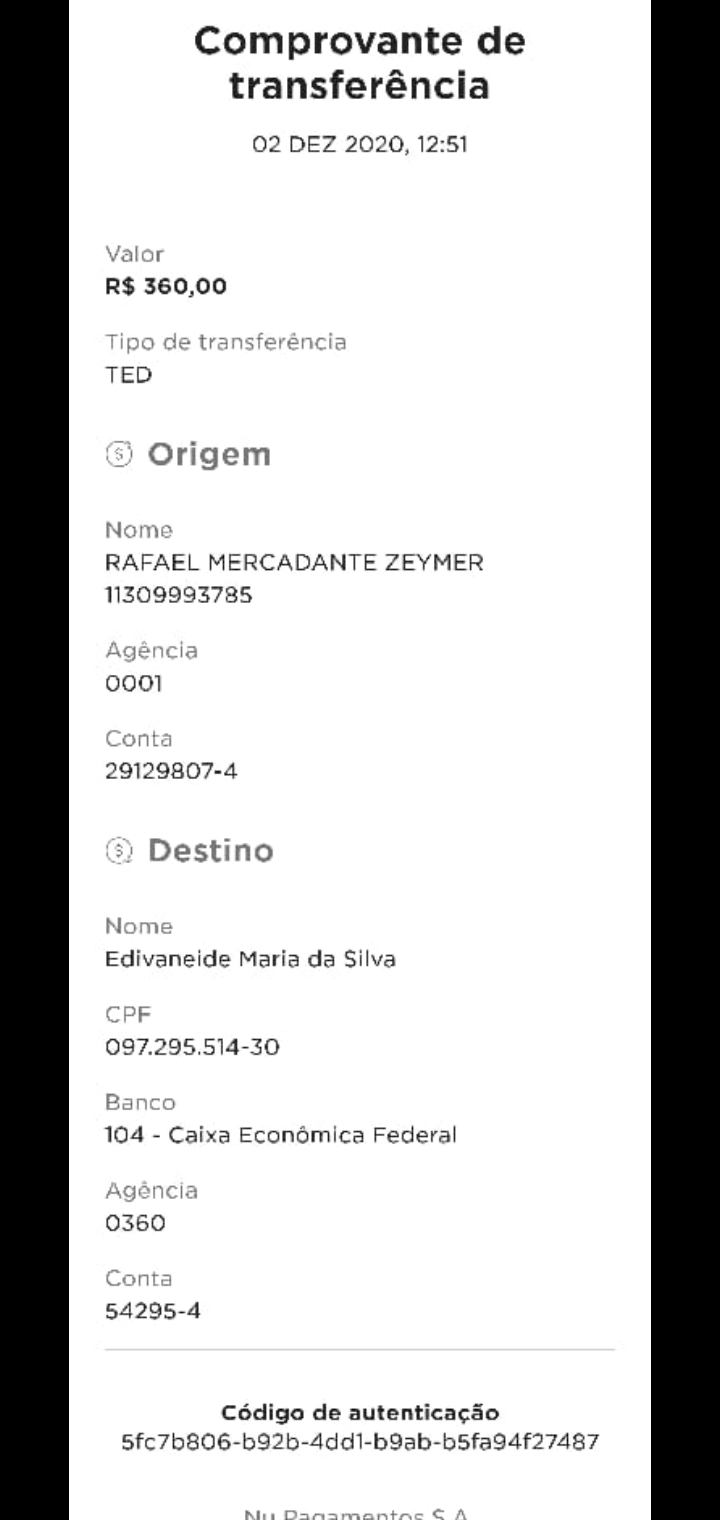 Comprovante de
transferência
02 DEZ 2020, 12:51
Valor
R$ 360,00
Tipo de transferência
TED
Origem
Nome
RAFAEL MERCADANTE ZEYMER
11309993785
Agência
0001
Conta
29129807-4
Destino
Nome
Edivaneide Maria da Silva
CPF
097.295.514-30
Banco
104 - Caixa Econômica Federal
Agência
0360
Conta
54295-4
Código de autenticação
5fc7b806-b92b-4dd1-b9ab-b5fa94f27487
Nu Pagamentos S.A.